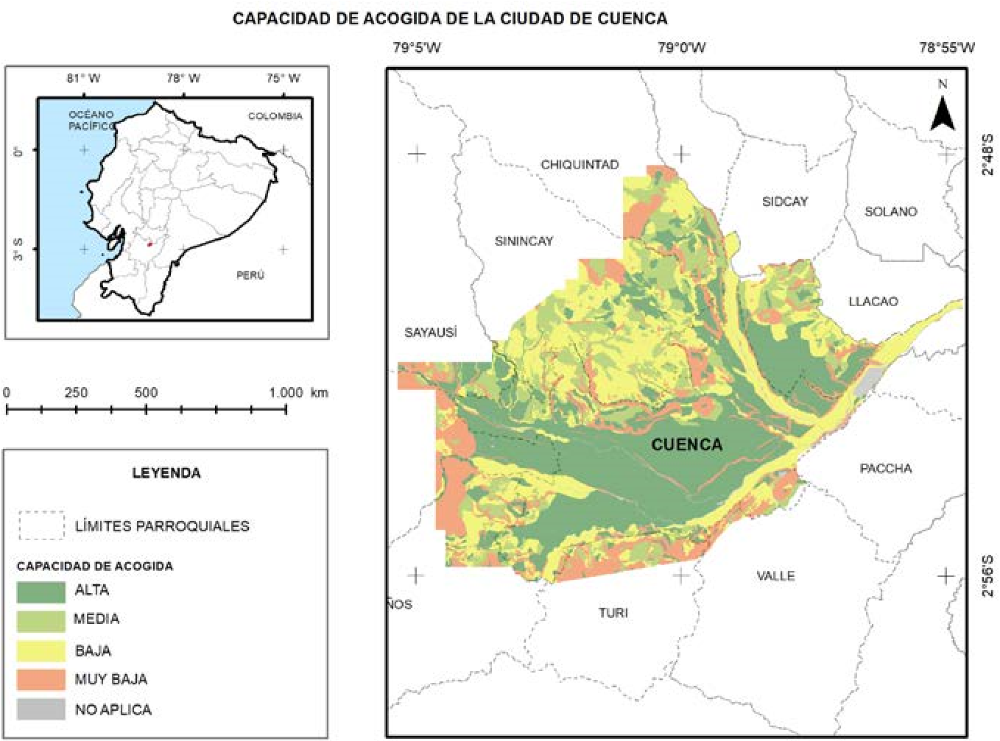 CAPACIDAD DE ACOGIDA DE LA CIUDAD DE CUENCA
81° W
78° W
75° W
0°
3° S
OCÉANO
PACÍFICO
COLOMBIA
PERÚ
0
250
500
1.000 km
LEYENDA
LÍMITES PARROQUIALES
CAPACIDAD DE ACOGIDA
ALTA
MEDIA
BAJA
MUY BAJA
NO APLICA
79°5'W
79°0'W
78°55'W
N
2°48'S
2°56'S
CHIQUINTAD
SIDCAY
SOLANO
SININCAY
LLACAO
SAYAUSÍ
CUENCA
PACCHA
VALLE
ÑOS
TURI